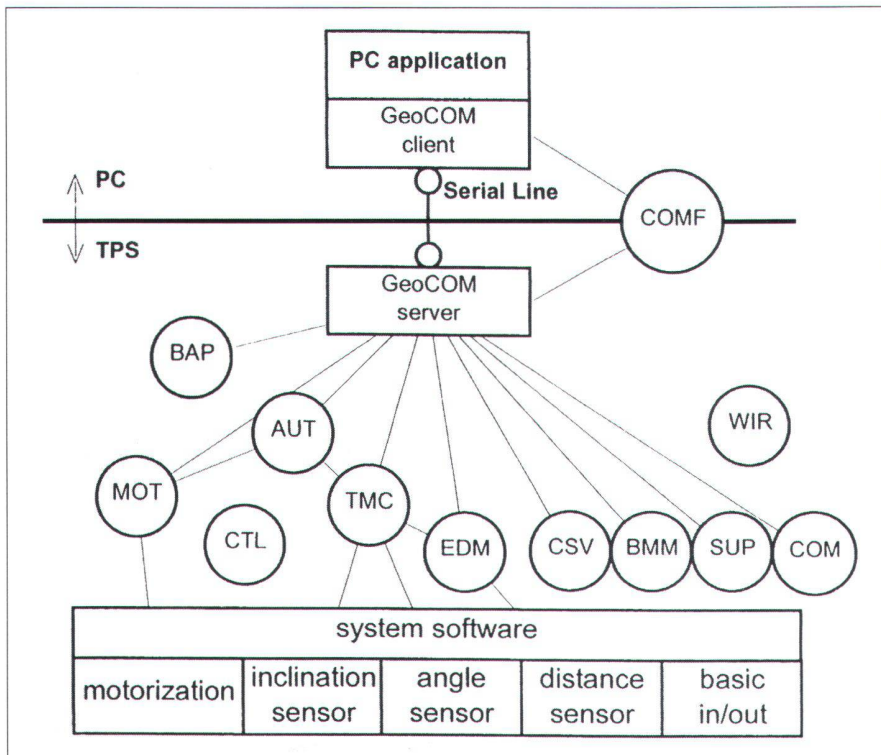 PC application
GeoCOM
client
PC
Serial Line
COMF
TPS
GeoCOM
server
BAP
AUT
WIR
MOT
TMC
CTL
EDM
CSV
BMM
SUP
COM
system software
motorization
inclination
sensor
angle
sensor
distance
sensor
basic
in/out